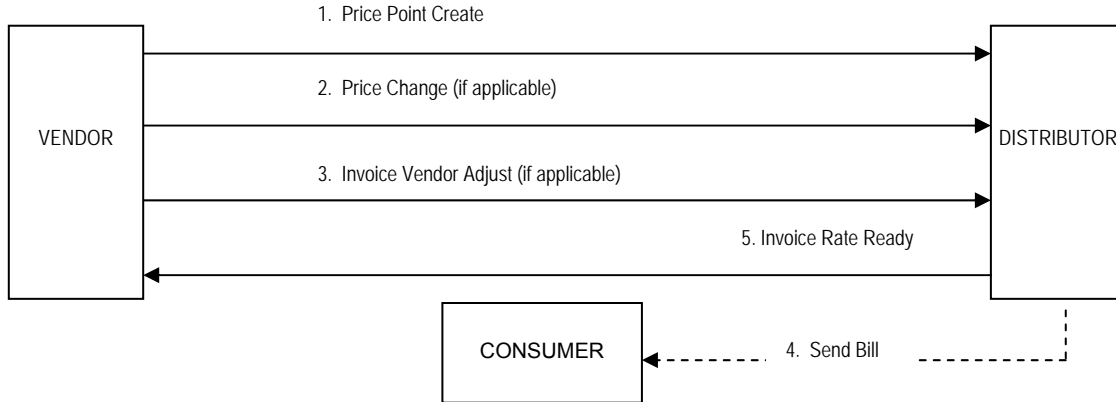 1. Price Point Create
2. Price Change (if applicable)
VENDOR
DISTRIBUTOR
3. Invoice Vendor Adjust (if applicable)
5. Invoice Rate Ready
CONSUMER
4. Send Bill